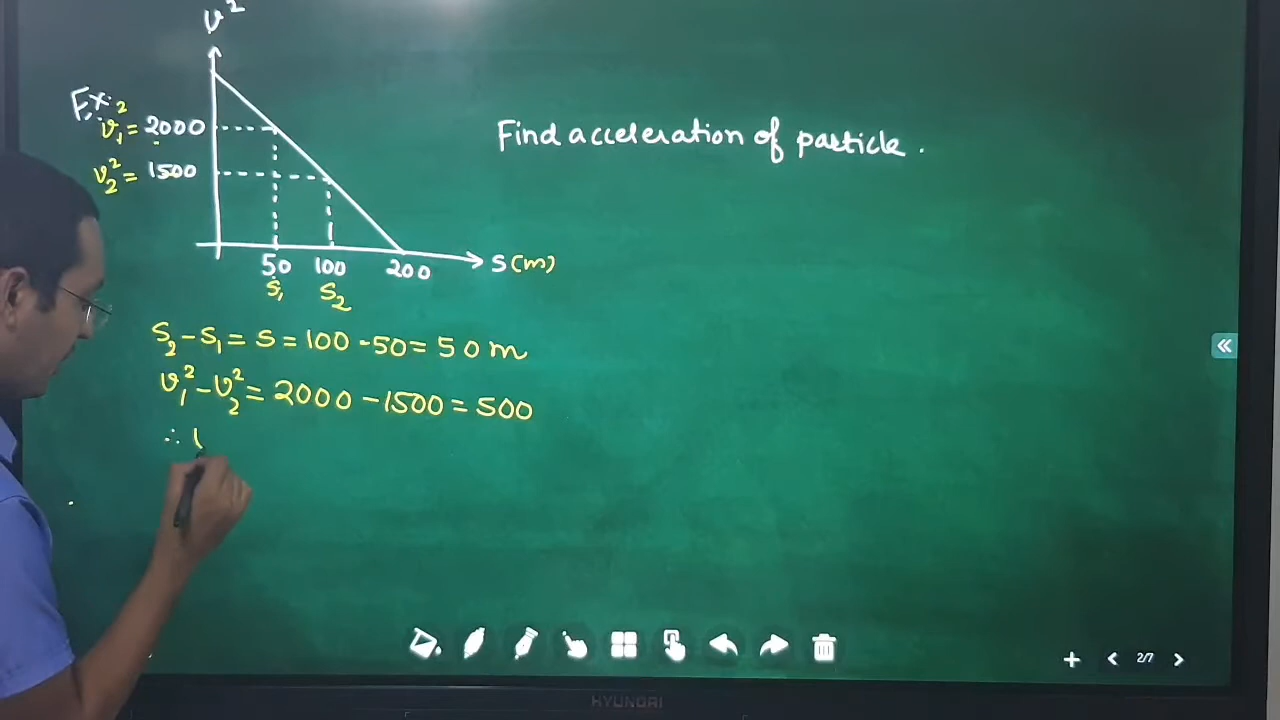 v²
Ex:
v₁² = 2000
v₂² = 1500
Find acceleration of particle.
50 100 200 S (m)
S₁ S₂
S₂ - S₁ = S = 100 - 50 = 50 m
v₁² - v₂² = 2000 - 1500 = 500
∴
2/7
HYUNDAI